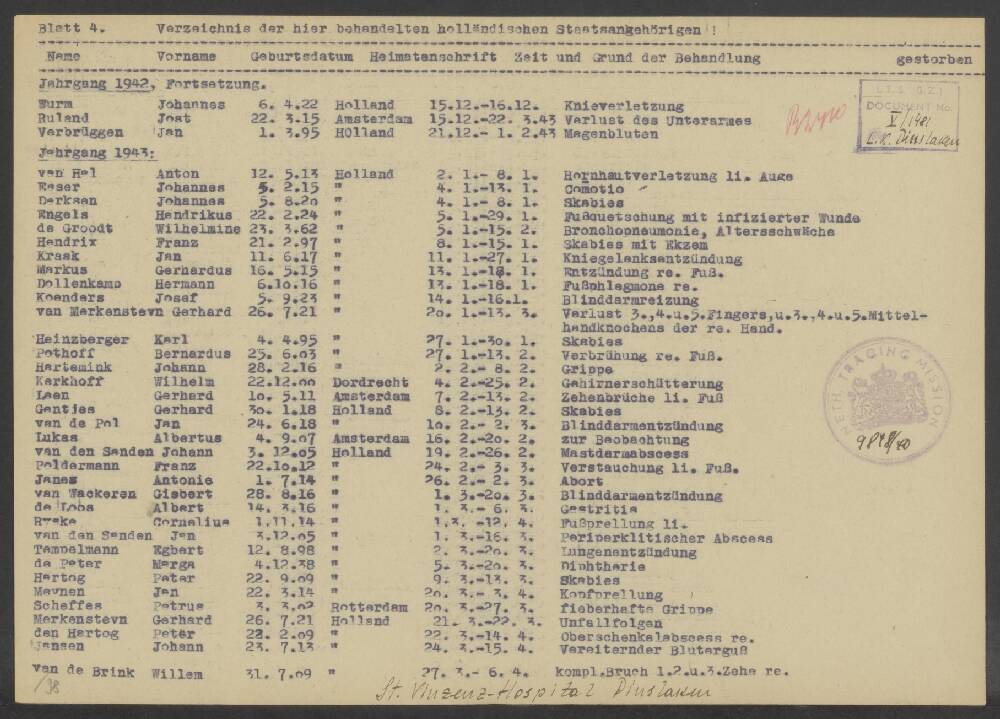 Blatt 4. Verzeichnis der hier behandelten holländischen Staatsangehörigen !
Name Vorname Geburtsdatum Heimatanschrift Zeit und Grund der Behandlung gestorben
Jahrgang 1942, Fortsetzung.
Wurm Johannes 6. 4.22 Holland 15.12.-16.12. Knieverletzung
Ruland Jost 22. 3.15 Amsterdam 15.12.-22. 3.43 Verlust des Unterarmes
Verbrüggen Jan 1. 3.95 HOlland 21.12.- 1. 2.43 Magenbluten
I.T.S. G.Z.I
DOCUMENT No.
V/1481
L.K. Dinslaken
Jahrgang 1943:
van Hal Anton 12. 5.13 Holland 2. 1.- 8. 1. Hornhautverletzung li. Auge
Esser Johannes 5. 2.15 " 4. 1.-13. 1. Comotio
Derksen Johannes 5. 8.20 " 4. 1.- 8. 1. Skabies
Engels Hendrikus 22. 2.24 " 5. 1.-29. 1. Fußquetschung mit infizierter Wunde
de Groodt Wilhelmine 23. 3.62 " 5. 1.-15. 2. Bronchopneumonie, Altersschwäche
Hendrix Franz 21. 2.97 " 8. 1.-15. 1. Skabies mit Ekzem
Kraak Jan 11. 6.17 " 11. 1.-27. 1. Kniegelenksentzündung
Markus Gerhardus 16. 5.15 " 13. 1.-18. 1. Entzündung re. Fuß.
Dollenkamp Hermann 6.10.16 " 13. 1.-18. 1. Fußphlegmone re.
Koenders Josef 5. 9.23 " 14. 1.-16.1. Blinddarmreizung
van Merkensteyn Gerhard 26. 7.21 " 20. 1.-13. 3. Verlust 3.,4.u.5.Fingers,u.3.,4.u.5.Mittel-
handknochens der re. Hand.
Heinzberger Karl 4. 4.95 " 27. 1.-30. 1. Skabies
Pothoff Bernardus 25. 6.03 " 27. 1.-13. 2. Verbrühung re. Fuß.
Hartemink Johann 28. 2.16 " 2. 2.- 8. 2. Grippe
Kerkhoff Wilhelm 22.12.00 Dordrecht 4. 2.-25. 2. Gehirnerschütterung
Laen Gerhard 10. 5.11 Amsterdam 7. 2.-13. 2. Zehenbrüche li. Fuß
Gentjes Gerhard 30. 1.18 Holland 8. 2.-13. 2. Skabies
van de Pol Jan 24. 6.18 " 10. 2.- 2. 3. Blinddarmentzündung
Lukas Albertus 4. 9.07 Amsterdam 16. 2.-20. 2. zur Beobachtung
van den Sanden Johann 3. 12.05 Holland 19. 2.-26. 2. Mastdarmabscess
Poldermann Franz 22.10.12 " 24. 2.- 3. 3. Verstauchung li. Fuß.
Janes Antonie 1. 7.14 " 26. 2.- 2. 3. Abort
van Wackeren Gisbert 28. 8.16 " 1. 3.-20. 3. Blinddarmentzündung
de Loos Albert 14. 3.16 " 1. 3.- 6. 3. Gastritis
Ryske Cornelius 1.11.14 " 1.3. -12. 4. Fußprellung li.
van den Sanden Jan 3.12.05 " 1. 3.-16. 3. Periperklitischer Abscess
Tempelmann Egbert 12. 8.98 " 2. 3.-20. 3. Lungenentzündung
de Peter Marga 4.12.38 " 5. 3.-20. 3. Diphtherie
Hartog Peter 22. 9.09 " 9. 3.-13. 3. Skabies
Meynen Jan 22. 3.14 " 20. 3.- 3. 4. Kopfprellung
Scheffes Petrus 3. 3.02 Rotterdam 20. 3.-27. 3. fieberhafte Grippe
Merkensteyn Gerhard 26. 7.21 Holland 21. 3.-22. 3. Unfallfolgen
den Hertog Peter 22. 2.09 " 22. 3.-14. 4. Oberschenkelabscess re.
Jansen Johann 23. 7.13 " 24. 3.-15. 4. Vereiternder Bluterguß
van de Brink Willem 31. 7.09 " 27. 3.- 6. 4. kompl.Bruch 1.2.u.3.Zehe re.
NETH. TRACING MISSION
/38
St. Vinzenz-Hospital Dinslaken